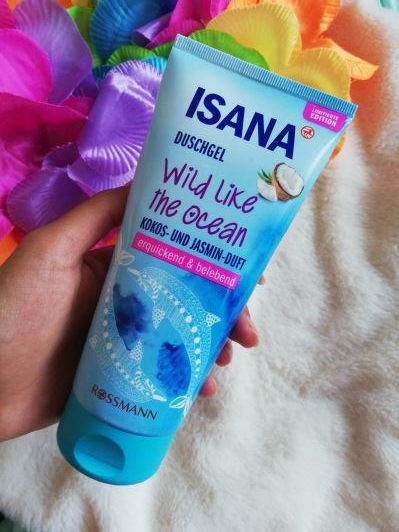 ISANA
LIMITIERTE
EDITION
DUSCHGEL
Wild like
the Ocean
KOKOS- UND JASMIN-DUFT
erquickend & belebend
ROSSMANN